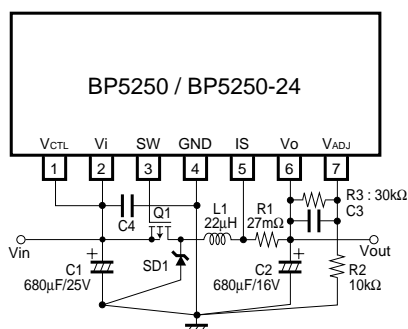 BP5250 / BP5250-24
VCTL Vi SW GND IS Vo VADJ
1 2 3 4 5 6 7
Q1
L1
22μH
R1
27mΩ
R3 : 30kΩ
C3
C4
Vin
Vout
+
C1
680μF/25V
SD1
+
C2
680μF/16V
R2
10kΩ